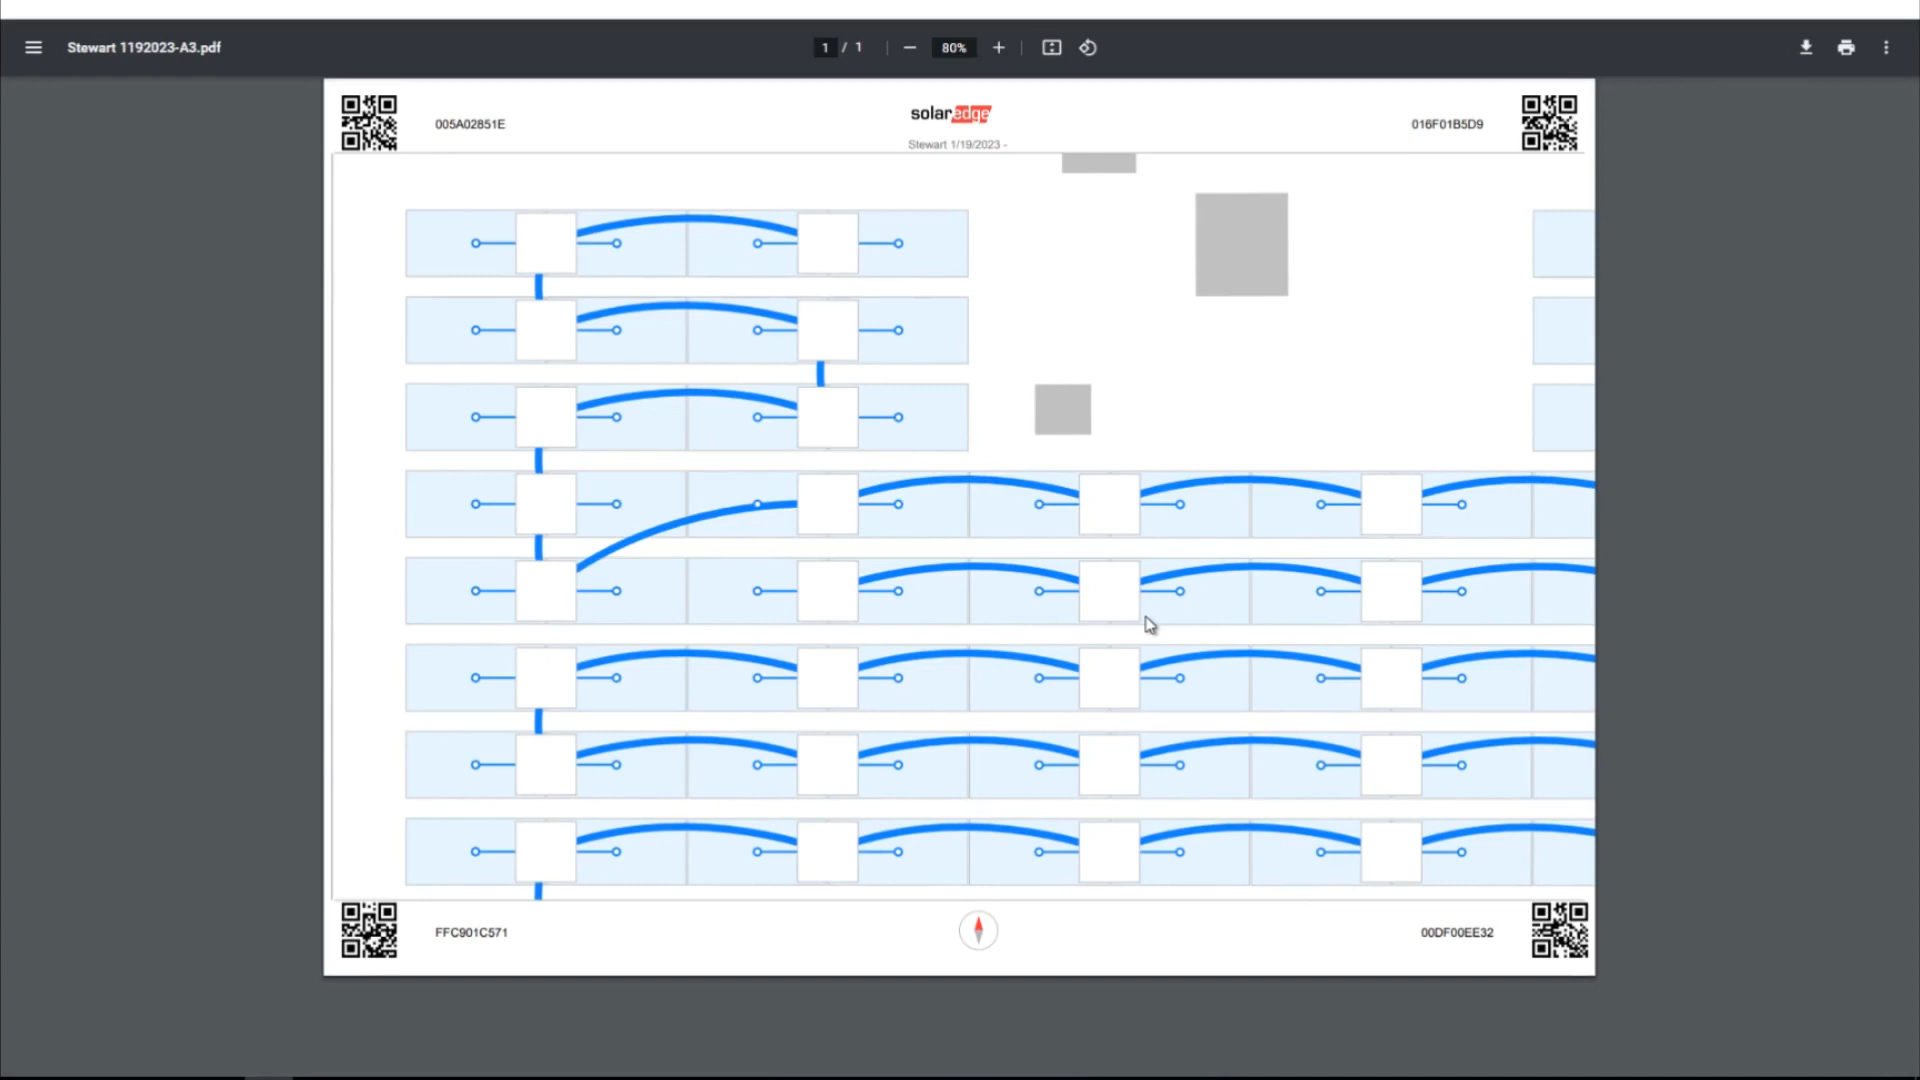 Stewart 1192023-A3.pdf
1 / 1
80%
005A02851E
solaredge
016F01B5D9
Stewart 1/19/2023 -
FFC901C571
00DF00EE32